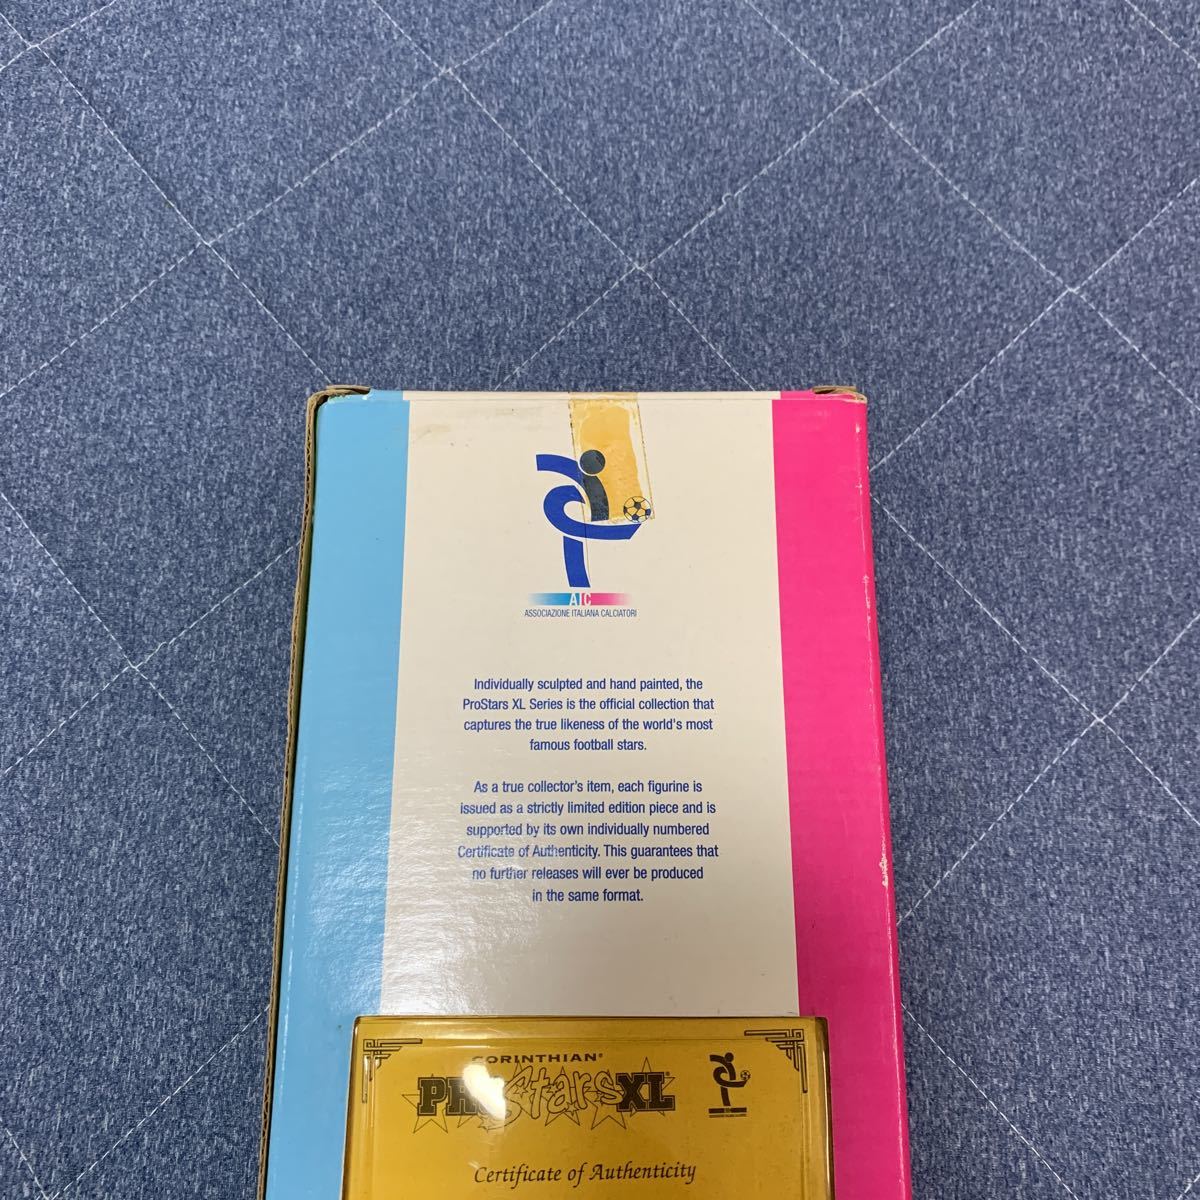 AIC
ASSOCIAZIONE ITALIANA CALCIATORI
Individually sculpted and hand painted, the
ProStars XL Series is the official collection that
captures the true likeness of the world's most
famous football stars.
As a true collector's item, each figurine is
issued as a strictly limited edition piece and is
supported by its own individually numbered
Certificate of Authenticity. This guarantees that
no further releases will ever be produced
in the same format.
CORINTHIAN®
PROStarsXL®
Certificate of Authenticity